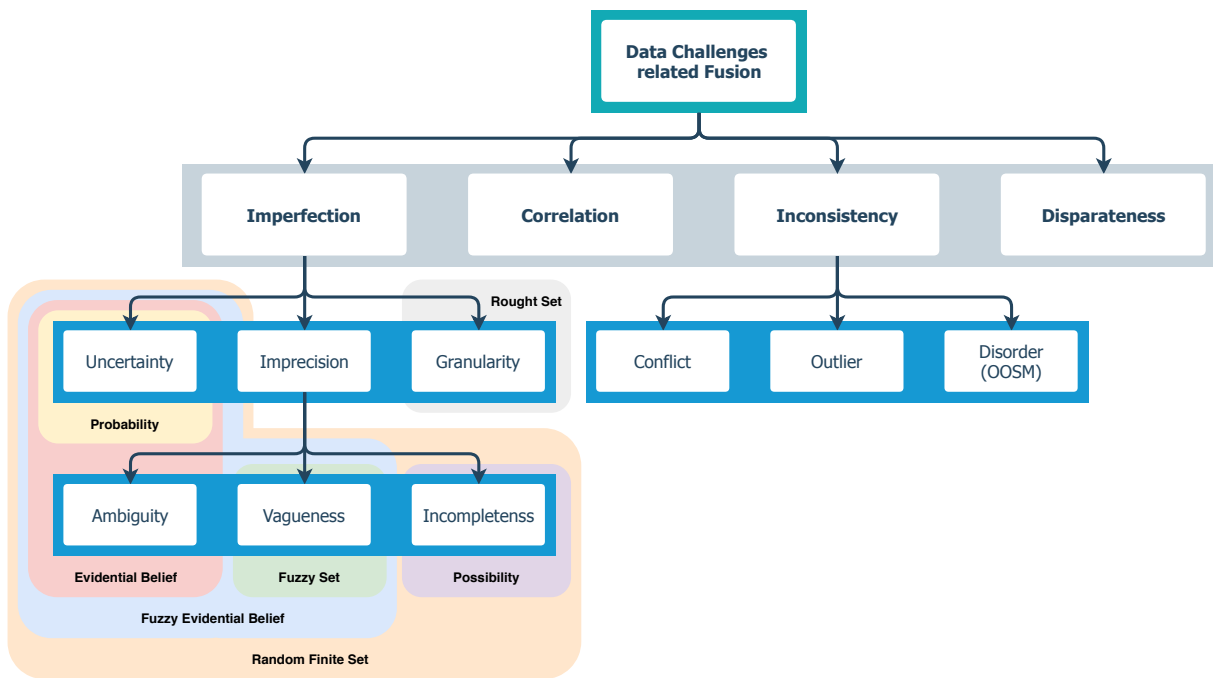 Data Challenges
related Fusion
Imperfection
Correlation
Inconsistency
Disparateness
Rought Set
Uncertainty
Imprecision
Granularity
Conflict
Outlier
Disorder
(OOSM)
Probability
Ambiguity
Vagueness
Incompletenss
Evidential Belief
Fuzzy Set
Possibility
Fuzzy Evidential Belief
Random Finite Set